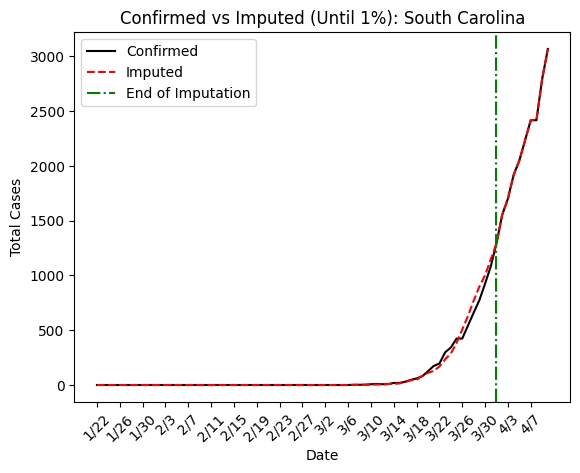 Confirmed vs Imputed (Until 1%): South Carolina
Confirmed
Imputed
End of Imputation
Total Cases
3000
2500
2000
1500
1000
500
0
1/22 1/26 1/30 2/3 2/7 2/11 2/15 2/19 2/23 2/27 3/2 3/6 3/10 3/14 3/18 3/22 3/26 3/30 4/3 4/7
Date